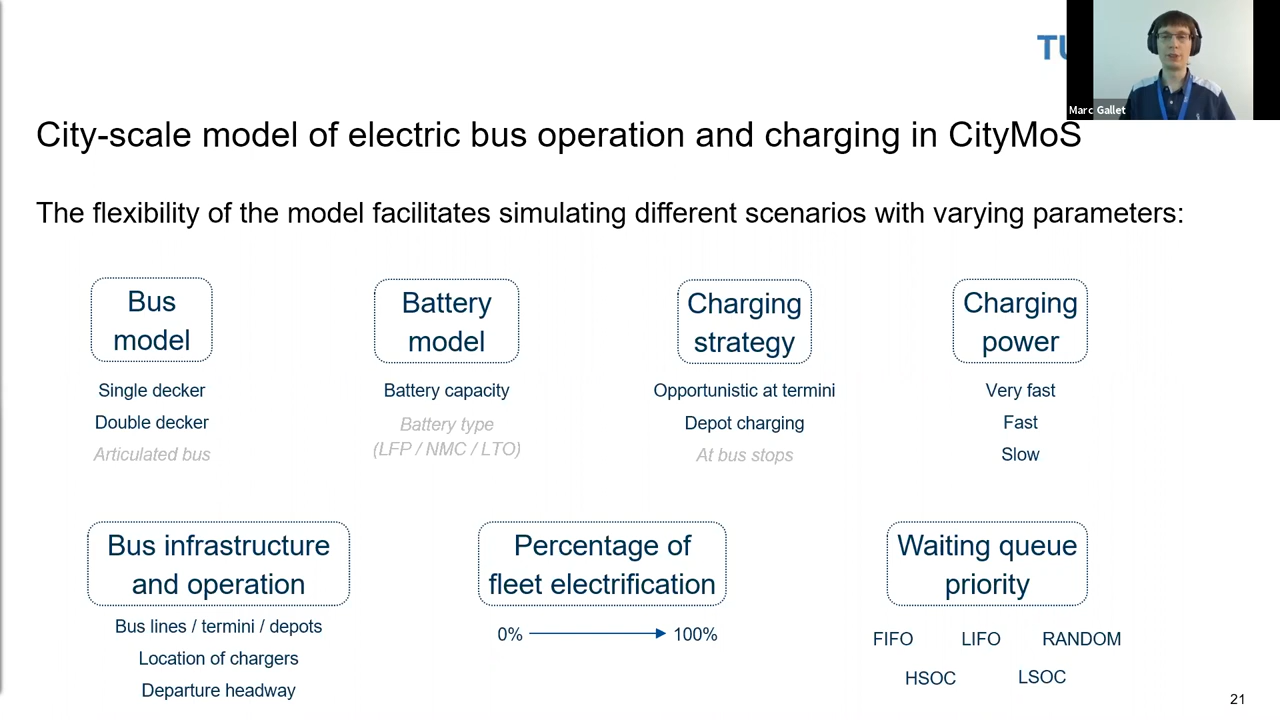 TU
Marc Gallet
City-scale model of electric bus operation and charging in CityMoS
The flexibility of the model facilitates simulating different scenarios with varying parameters:
Bus
model
Single decker
Double decker
Articulated bus
Battery
model
Battery capacity
Battery type
(LFP / NMC / LTO)
Charging
strategy
Opportunistic at termini
Depot charging
At bus stops
Charging
power
Very fast
Fast
Slow
Bus infrastructure
and operation
Bus lines / termini / depots
Location of chargers
Departure headway
Percentage of
fleet electrification
0% 100%
Waiting queue
priority
FIFO LIFO RANDOM
HSOC LSOC
21